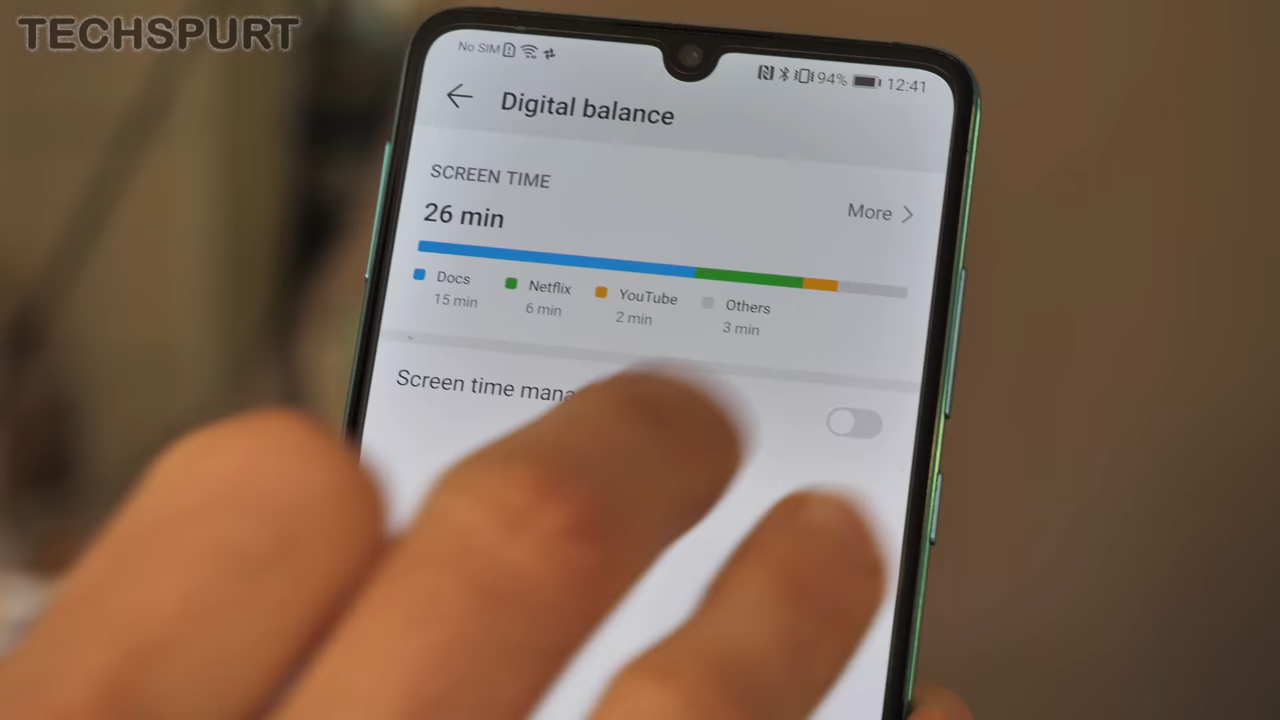 TECHSPURT
No SIM 94% 12:41
Digital balance
SCREEN TIME
More
26 min
Docs Netflix YouTube Others
15 min 6 min 2 min 3 min
Screen time mana